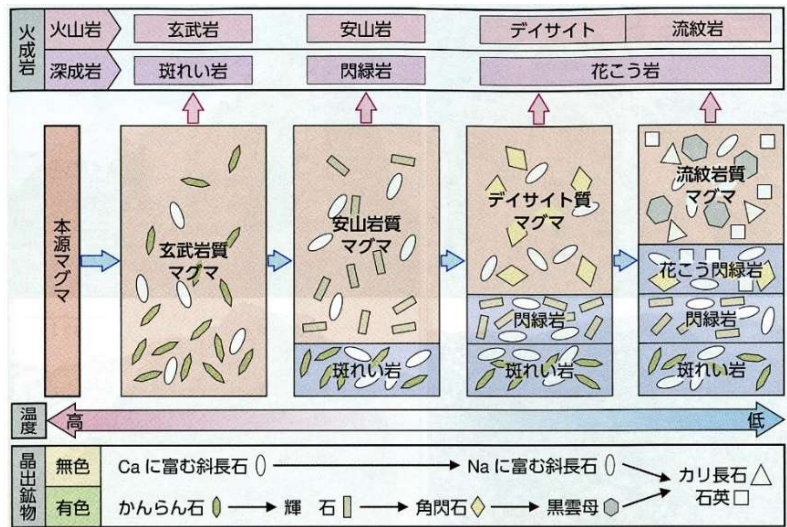 火成岩
火山岩 玄武岩 安山岩 デイサイト 流紋岩
深成岩 斑れい岩 閃緑岩 花こう岩
本源マグマ
玄武岩質
マグマ
安山岩質
マグマ
斑れい岩
デイサイト質
マグマ
閃緑岩
斑れい岩
流紋岩質
マグマ
花こう閃緑岩
閃緑岩
斑れい岩
温度 高 低
晶出鉱物
無色 Caに富む斜長石 Naに富む斜長石
有色 かんらん石 輝石 角閃石 黒雲母
カリ長石
石英